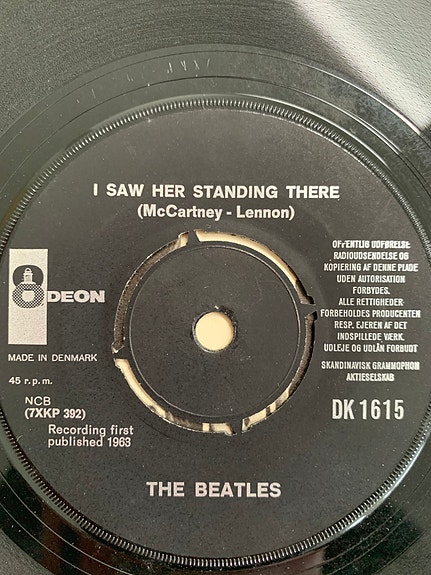 I SAW HER STANDING THERE
(McCartney - Lennon)
ODEON
MADE IN DENMARK
45 r.p.m.
NCB
(7XKP 392)
Recording first
published 1963
OFFENTLIG UDFØRELSE
RADIOUDSENDELSE OG
KOPIERING AF DENNE PLADE
UDEN AUTORISATION
FORBYDES.
ALLE RETTIGHEDER
FORBEHOLDES PRODUCENTEN
RESP. EJEREN AF DET
INDSPILLEDE VÆRK.
UDLEJE OG UDLÅN FORBUDT
SKANDINAVISK GRAMMOPHON
AKTIESELSKAB
DK 1615
THE BEATLES